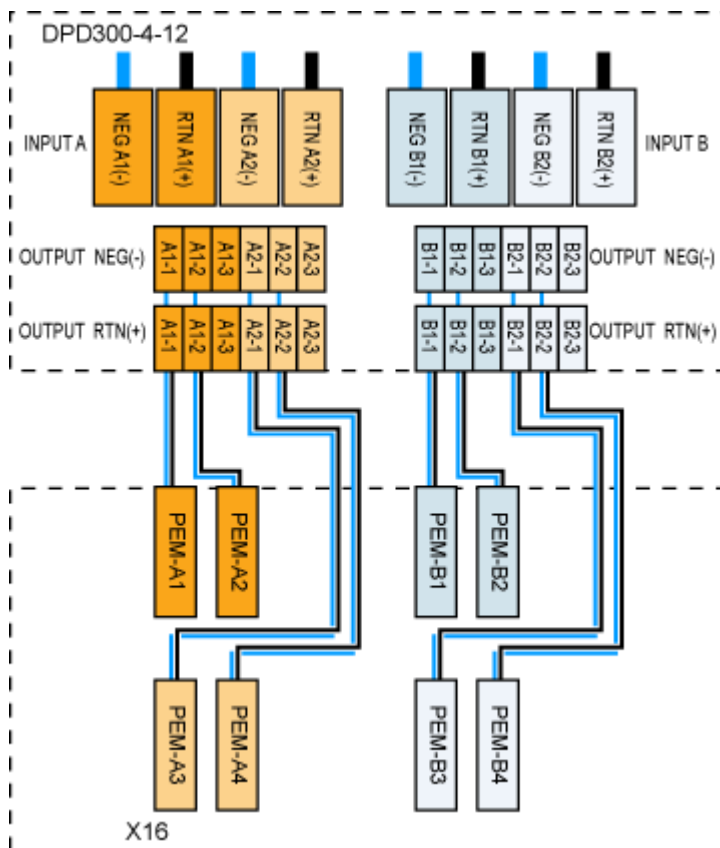 DPD300-4-12
INPUT A
NEG A1(-)
RTN A1(+)
NEG A2(-)
RTN A2(+)
NEG B1(-)
RTN B1(+)
NEG B2(-)
RTN B2(+)
INPUT B
OUTPUT NEG(-)
A1-1
A1-2
A1-3
A2-1
A2-2
A2-3
B1-1
B1-2
B1-3
B2-1
B2-2
B2-3
OUTPUT NEG(-)
OUTPUT RTN(+)
A1-1
A1-2
A1-3
A2-1
A2-2
A2-3
B1-1
B1-2
B1-3
B2-1
B2-2
B2-3
OUTPUT RTN(+)
PEM-A1
PEM-A2
PEM-B1
PEM-B2
PEM-A3
PEM-A4
PEM-B3
PEM-B4
X16